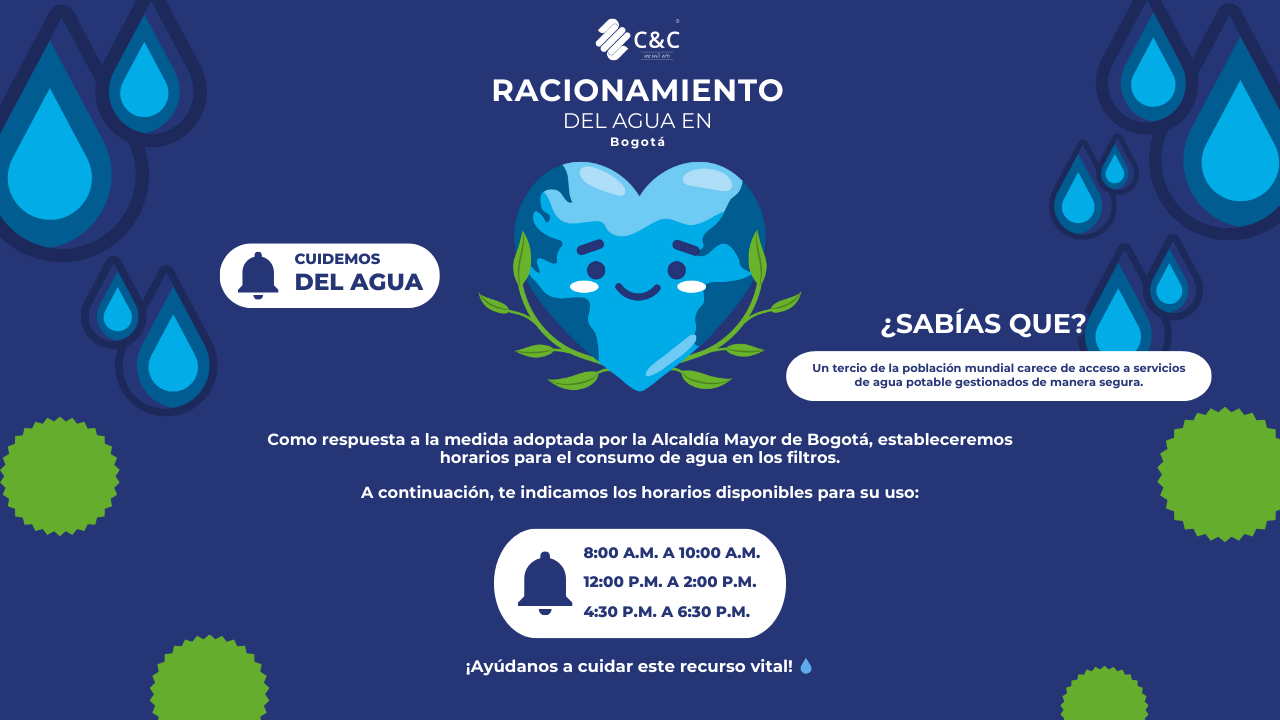 C&C
RACIONAMIENTO
DEL AGUA EN
Bogotá
CUIDEMOS
DEL AGUA
¿SABÍAS QUE?
Un tercio de la población mundial carece de acceso a servicios
de agua potable gestionados de manera segura.
Como respuesta a la medida adoptada por la Alcaldía Mayor de Bogotá, estableceremos
horarios para el consumo de agua en los filtros.
A continuación, te indicamos los horarios disponibles para su uso:
8:00 A.M. A 10:00 A.M.
12:00 P.M. A 2:00 P.M.
4:30 P.M. A 6:30 P.M.
¡Ayúdanos a cuidar este recurso vital!